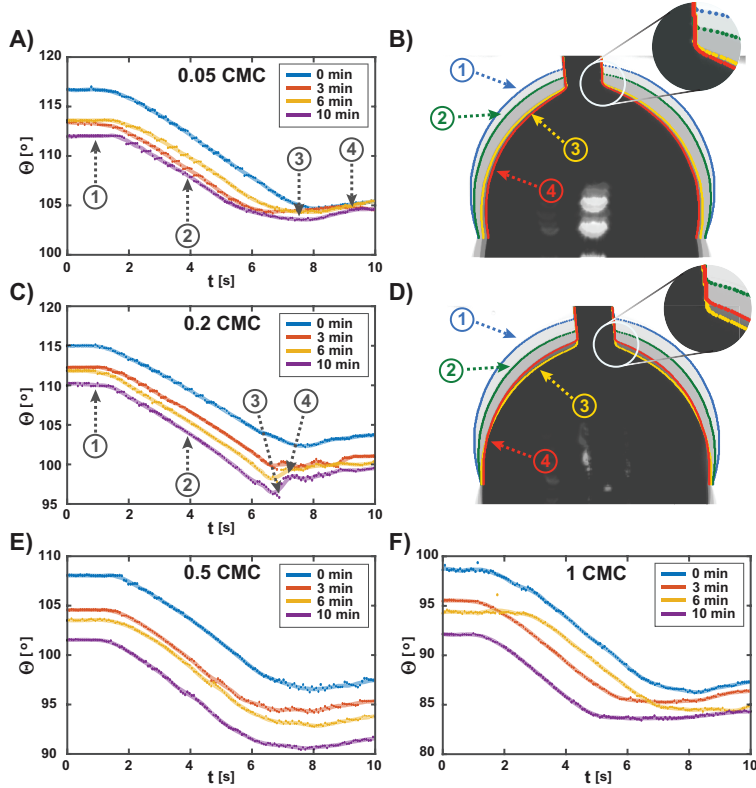 A)
0.05 CMC
0 min
3 min
6 min
10 min
120
115
110
105
100
Θ [º]
0 2 4 6 8 10
t [s]
① ② ③ ④
B)
①
②
③
④
C)
0.2 CMC
0 min
3 min
6 min
10 min
120
115
110
105
100
95
Θ [º]
0 2 4 6 8 10
t [s]
① ② ③ ④
D)
①
②
③
④
E)
0.5 CMC
0 min
3 min
6 min
10 min
110
105
100
95
90
Θ [º]
0 2 4 6 8 10
t [s]
F)
1 CMC
0 min
3 min
6 min
10 min
100
95
90
85
80
Θ [º]
0 2 4 6 8 10
t [s]